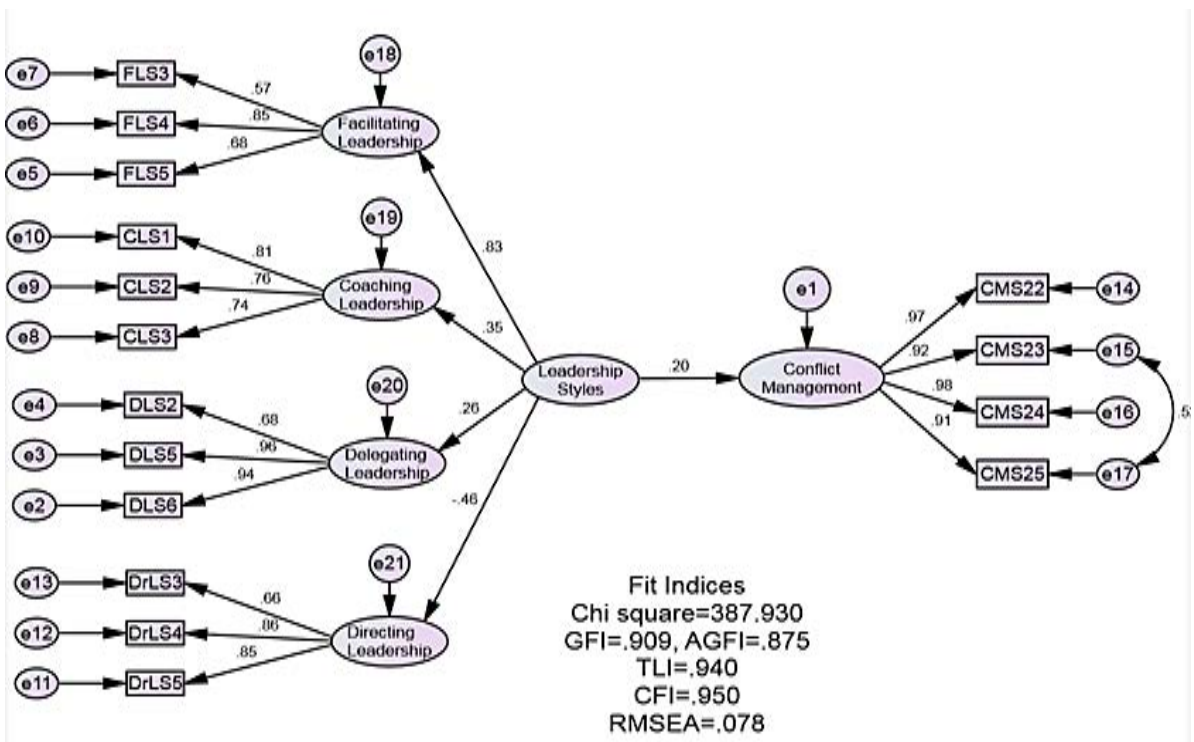 e18
e7 FLS3
.57
Facilitating
Leadership
e6 FLS4
.85
e5 FLS5
.68
e19
e10 CLS1
.81
.83
Coaching
Leadership
e9 CLS2
.76
e8 CLS3
.74
.35
e1
CMS22 e14
.97
Leadership
Styles
.20
Conflict
Management
.92
CMS23 e15
.98
CMS24 e16
.91
CMS25 e17
e20
e4 DLS2
.68
.26
Delegating
Leadership
e3 DLS5
.96
e2 DLS6
.94
-.46
e21
e13 DrLS3
.66
Directing
Leadership
e12 DrLS4
.86
e11 DrLS5
.85
Fit Indices
Chi square=387.930
GFI=.909, AGFI=.875
TLI=.940
CFI=.950
RMSEA=.078